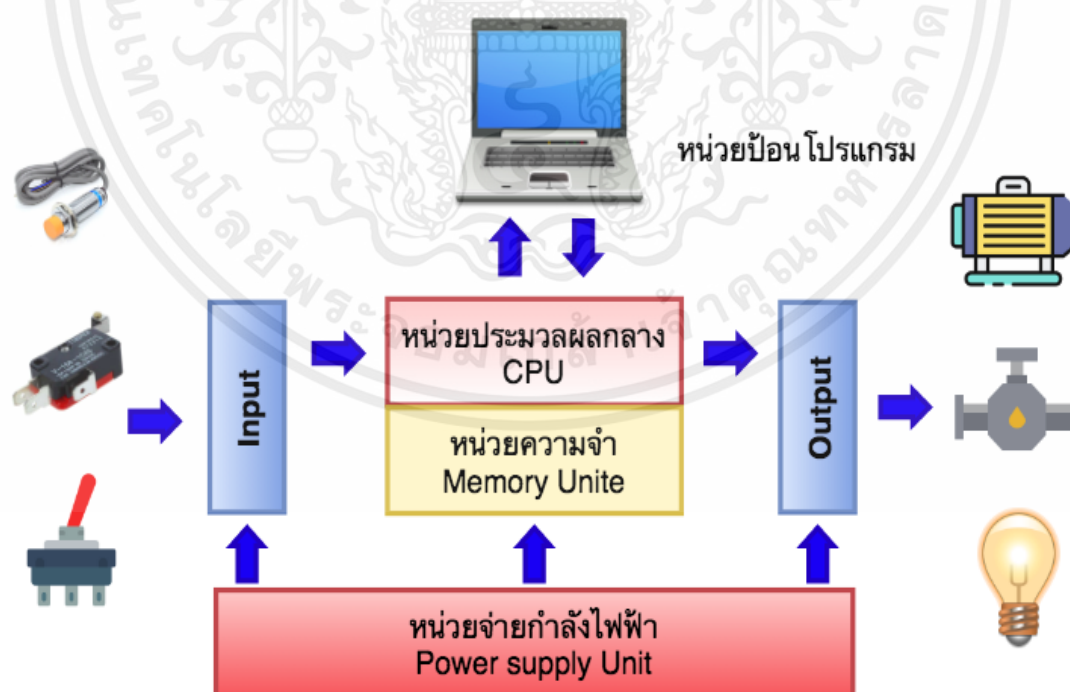 หน่วยป้อนโปรแกรม
Input
หน่วยประมวลผลกลาง
CPU
หน่วยความจำ
Memory Unite
Output
หน่วยจ่ายกำลังไฟฟ้า
Power supply Unit